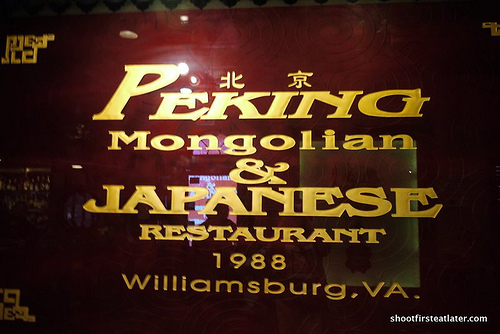 北京
PEKING
Mongolian
&
JAPANESE
RESTAURANT
1988
Williamsburg, VA.
shootfirsteatlater.com